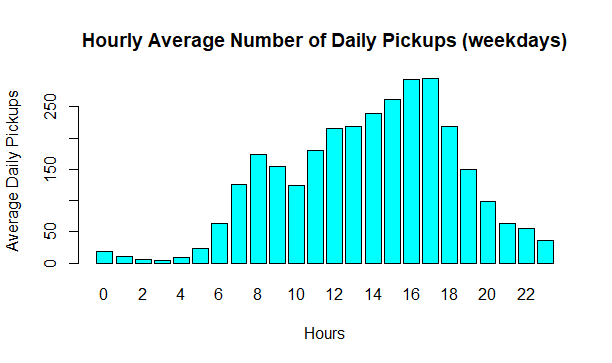 Hourly Average Number of Daily Pickups (weekdays)
Average Daily Pickups
250
150
50
0
0 2 4 6 8 10 12 14 16 18 20 22
Hours